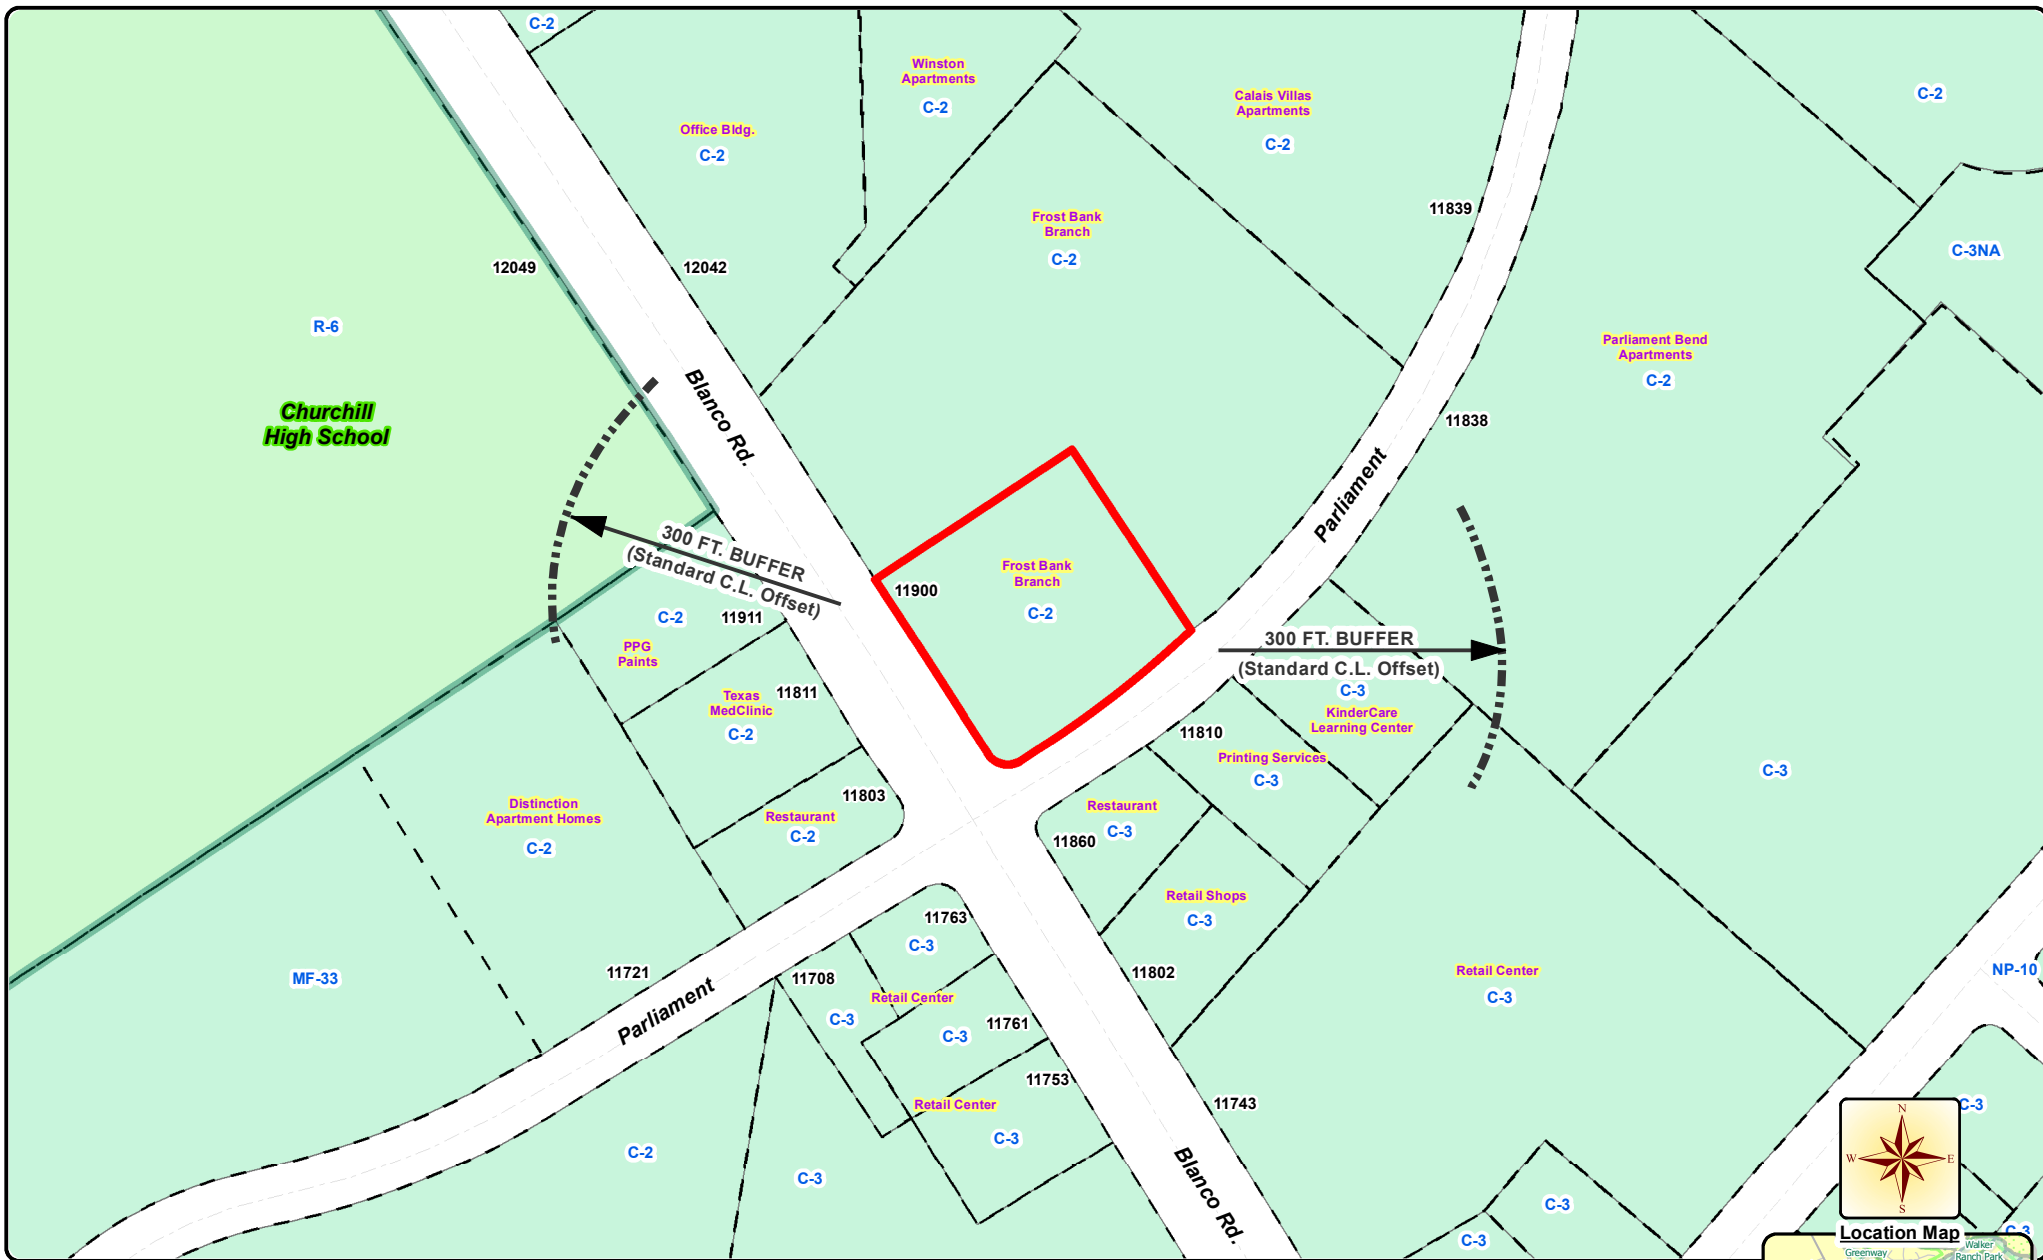 C-2
Winston
Apartments
C-2
Calais Villas
Apartments
C-2
C-2
Office Bldg.
C-2
11839
Frost Bank
Branch
C-2
C-3NA
12049
12042
R-6
Parliament Bend
Apartments
C-2
Churchill
High School
Blanco Rd.
11838
Parliament
300 FT. BUFFER
(Standard C.L. Offset)
Frost Bank
Branch
11900
C-2
C-2
11911
PPG
Paints
300 FT. BUFFER
(Standard C.L. Offset)
C-3
KinderCare
Learning Center
Texas
MedClinic
11811
C-2
11810
Printing Services
C-3
C-3
11803
Distinction
Apartment Homes
C-2
Restaurant
C-2
Restaurant
C-3
11860
Retail Shops
C-3
11763
C-3
MF-33
11721
11708
11802
Retail Center
C-3
NP-10
Parliament
Retail Center
C-3
11761
C-3
11753
Retail Center
C-3
11743
C-3
C-2
C-3
Blanco Rd.
C-3
C-3
N
W
E
S
C-3
Location Map
Greenway
Walker
Ranch Park